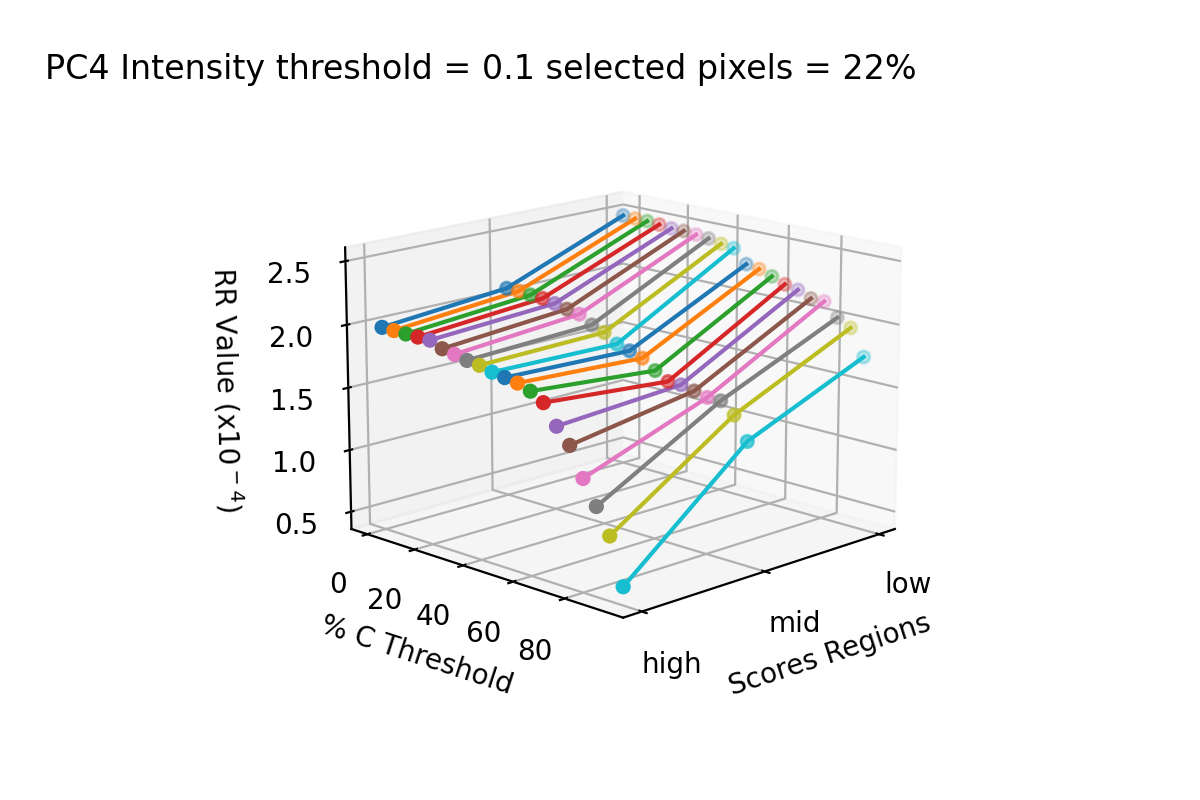 PC4 Intensity threshold = 0.1 selected pixels = 22%
RR Value (x10⁻⁴)
2.5
2.0
1.5
1.0
0.5
0
20
40
60
80
% C Threshold
low
mid
high
Scores Regions